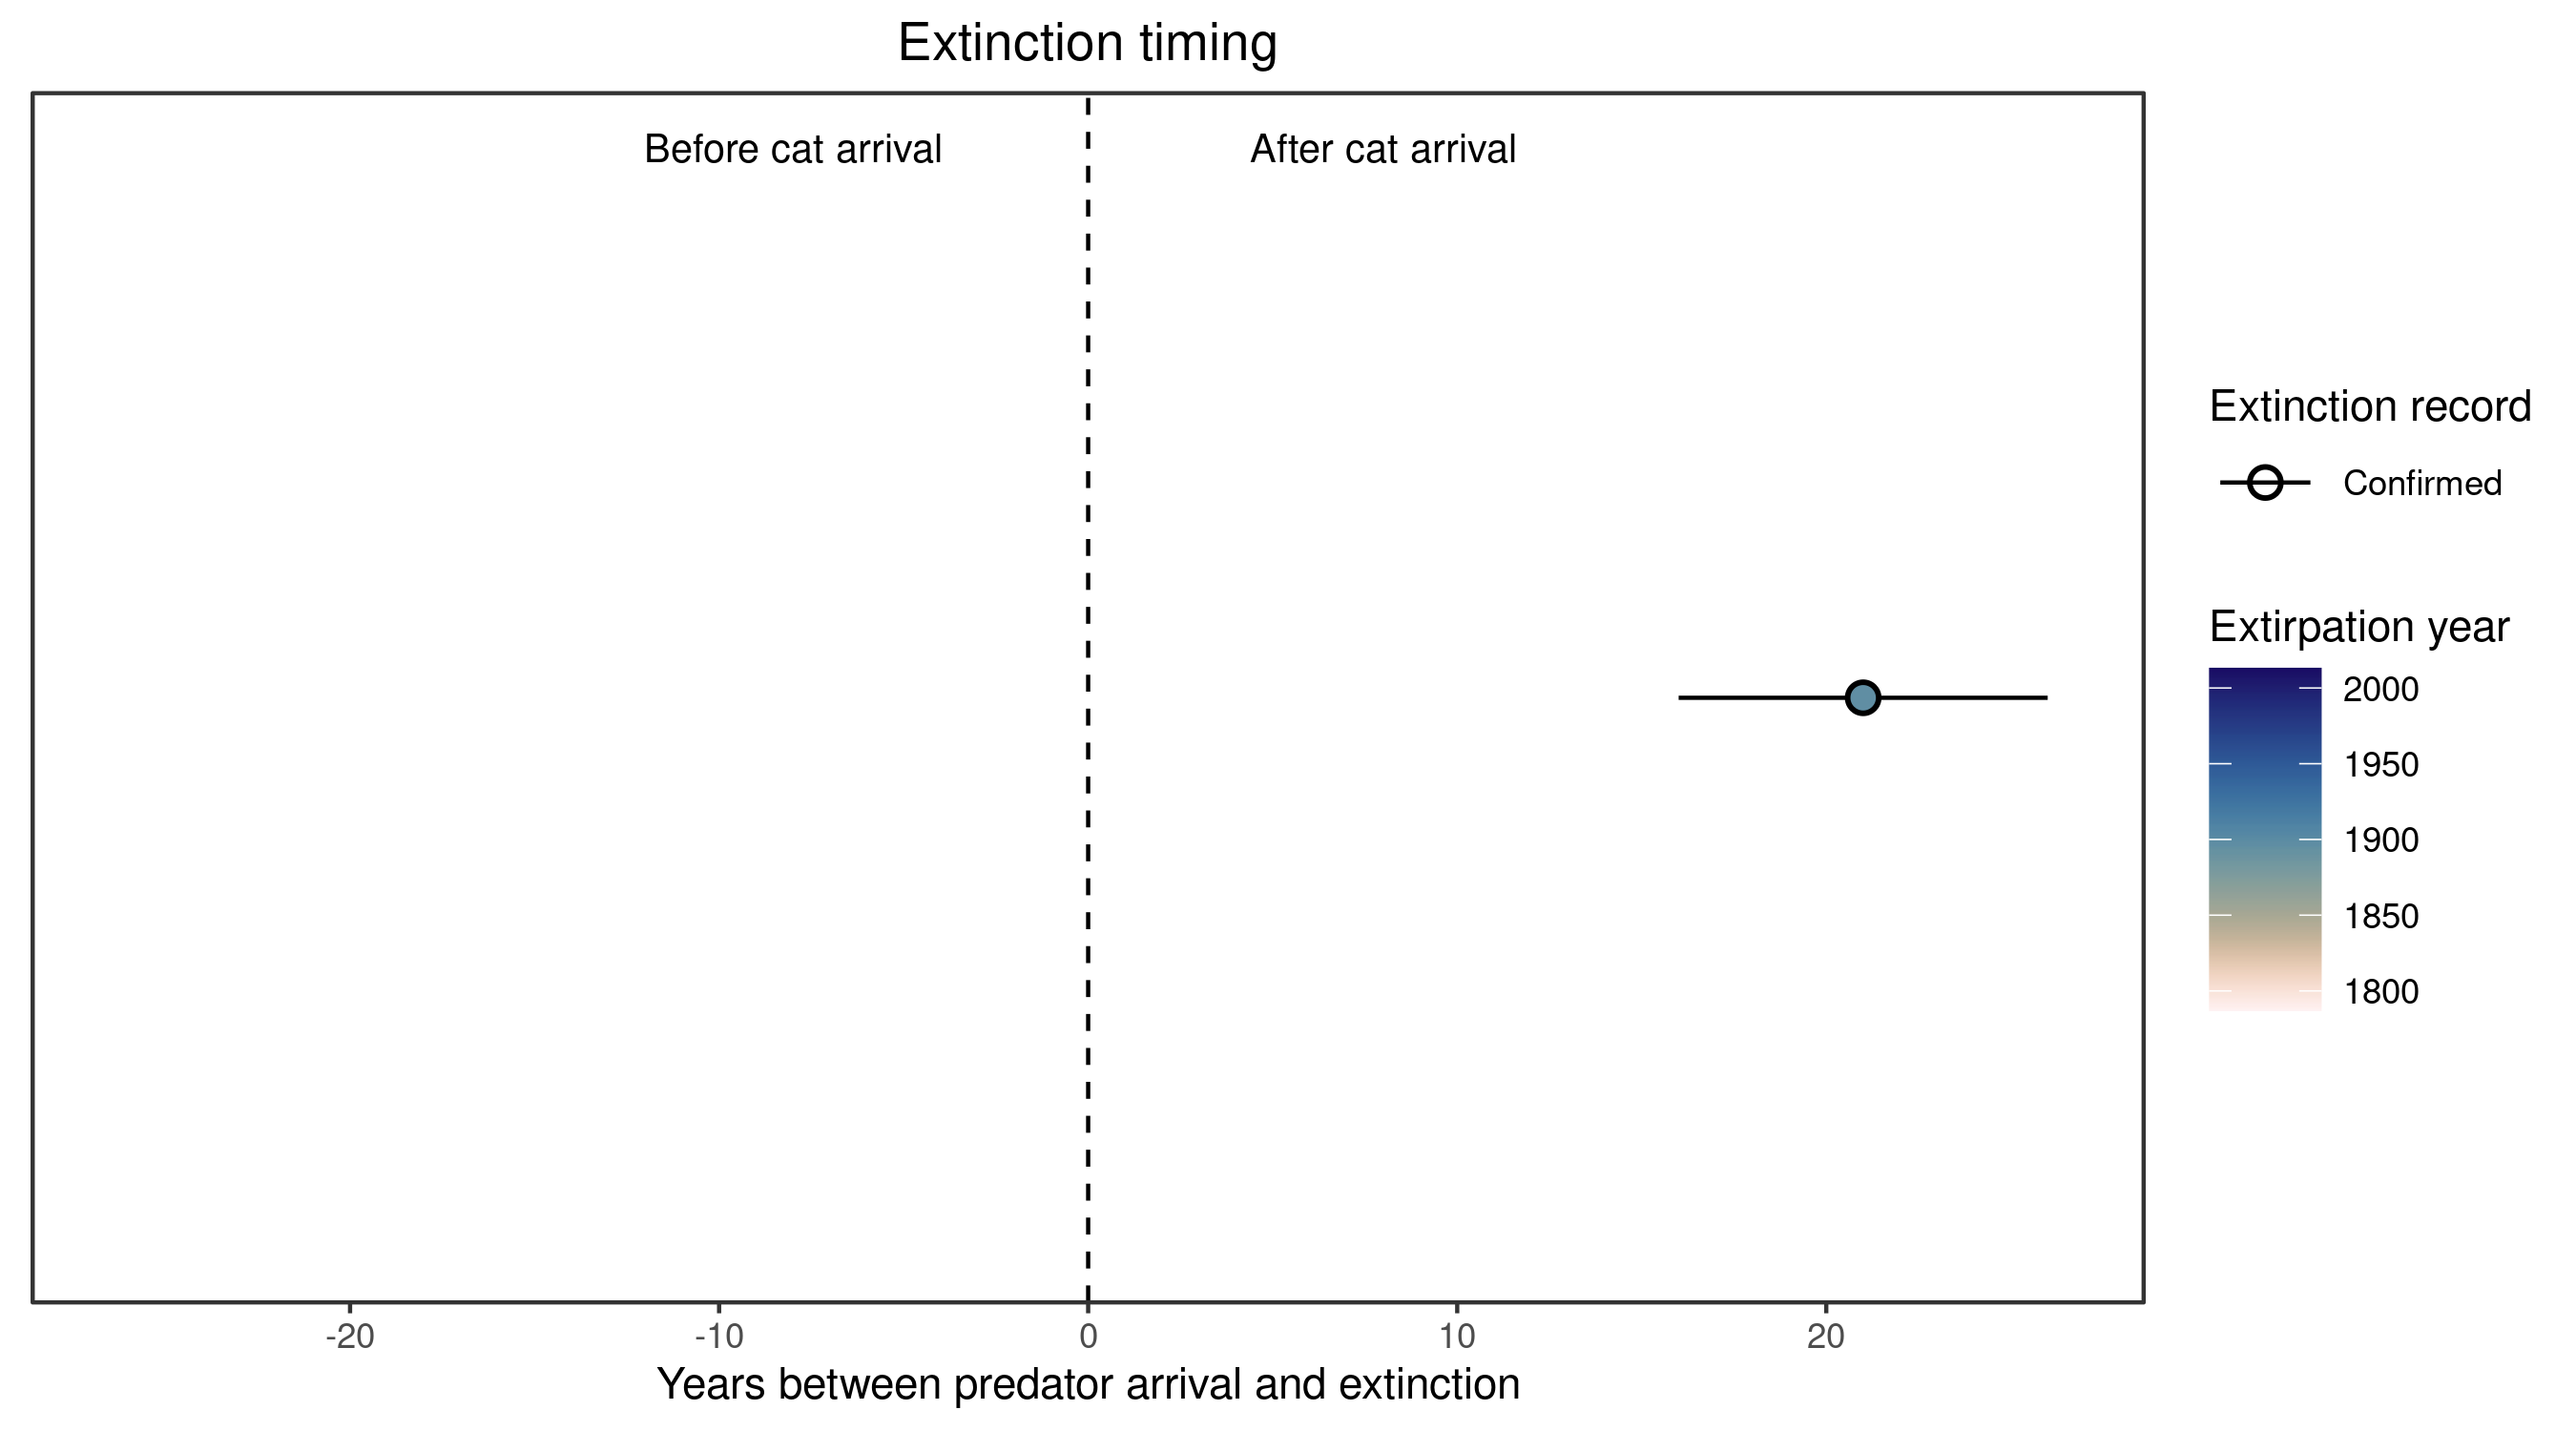 Extinction timing
Before cat arrival
After cat arrival
Extinction record
Confirmed
Extirpation year
2000
1950
1900
1850
1800
-20
-10
0
10
20
Years between predator arrival and extinction